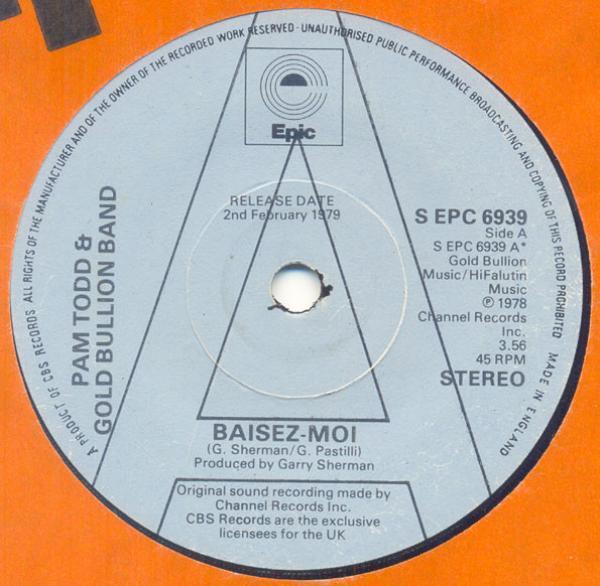 A PRODUCT OF CBS RECORDS ALL RIGHTS OF THE MANUFACTURER AND OF THE OWNER OF THE RECORDED WORK RESERVED · UNAUTHORISED PUBLIC PERFORMANCE BROADCASTING AND COPYING OF THIS RECORD PROHIBITED MADE IN ENGLAND
Epic
RELEASE DATE
2nd February 1979
PAM TODD &
GOLD BULLION BAND
S EPC 6939
Side A
S EPC 6939 A*
Gold Bullion
Music/HiFalutin
Music
℗ 1978
Channel Records
Inc.
3.56
45 RPM
STEREO
A
BAISEZ-MOI
(G. Sherman/G. Pastilli)
Produced by Garry Sherman
Original sound recording made by
Channel Records Inc.
CBS Records are the exclusive
licensees for the UK